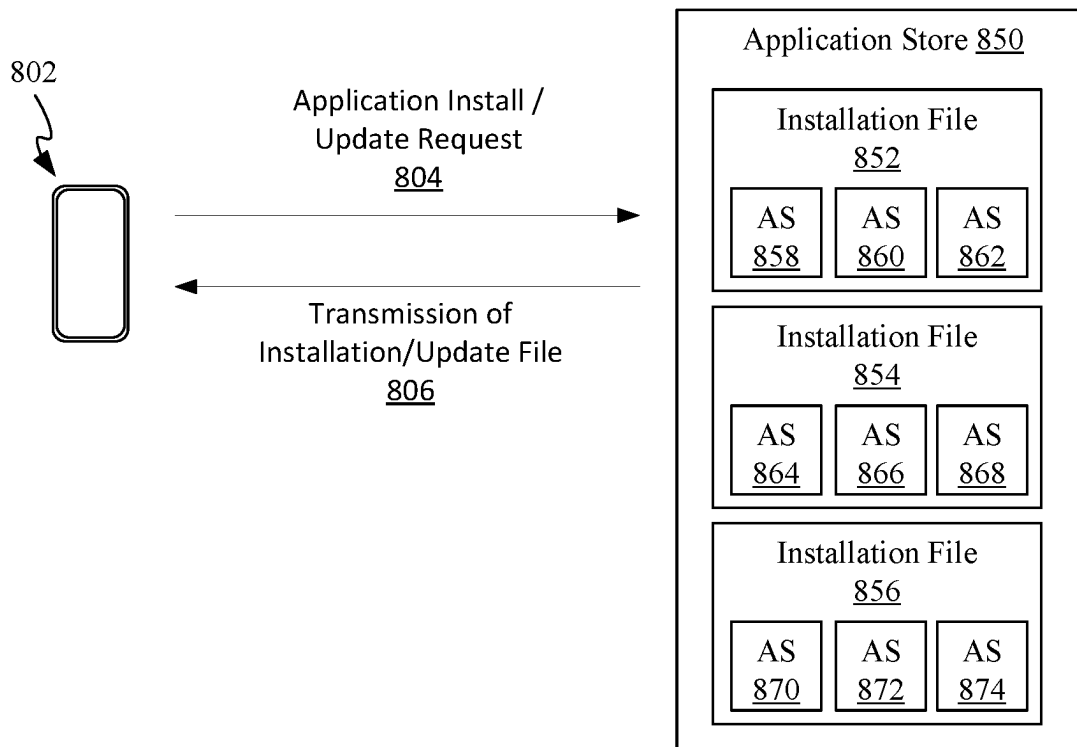 802
Application Install /
Update Request
804
Transmission of
Installation/Update File
806
Application Store 850
Installation File
852
AS AS AS
858 860 862
Installation File
854
AS AS AS
864 866 868
Installation File
856
AS AS AS
870 872 874